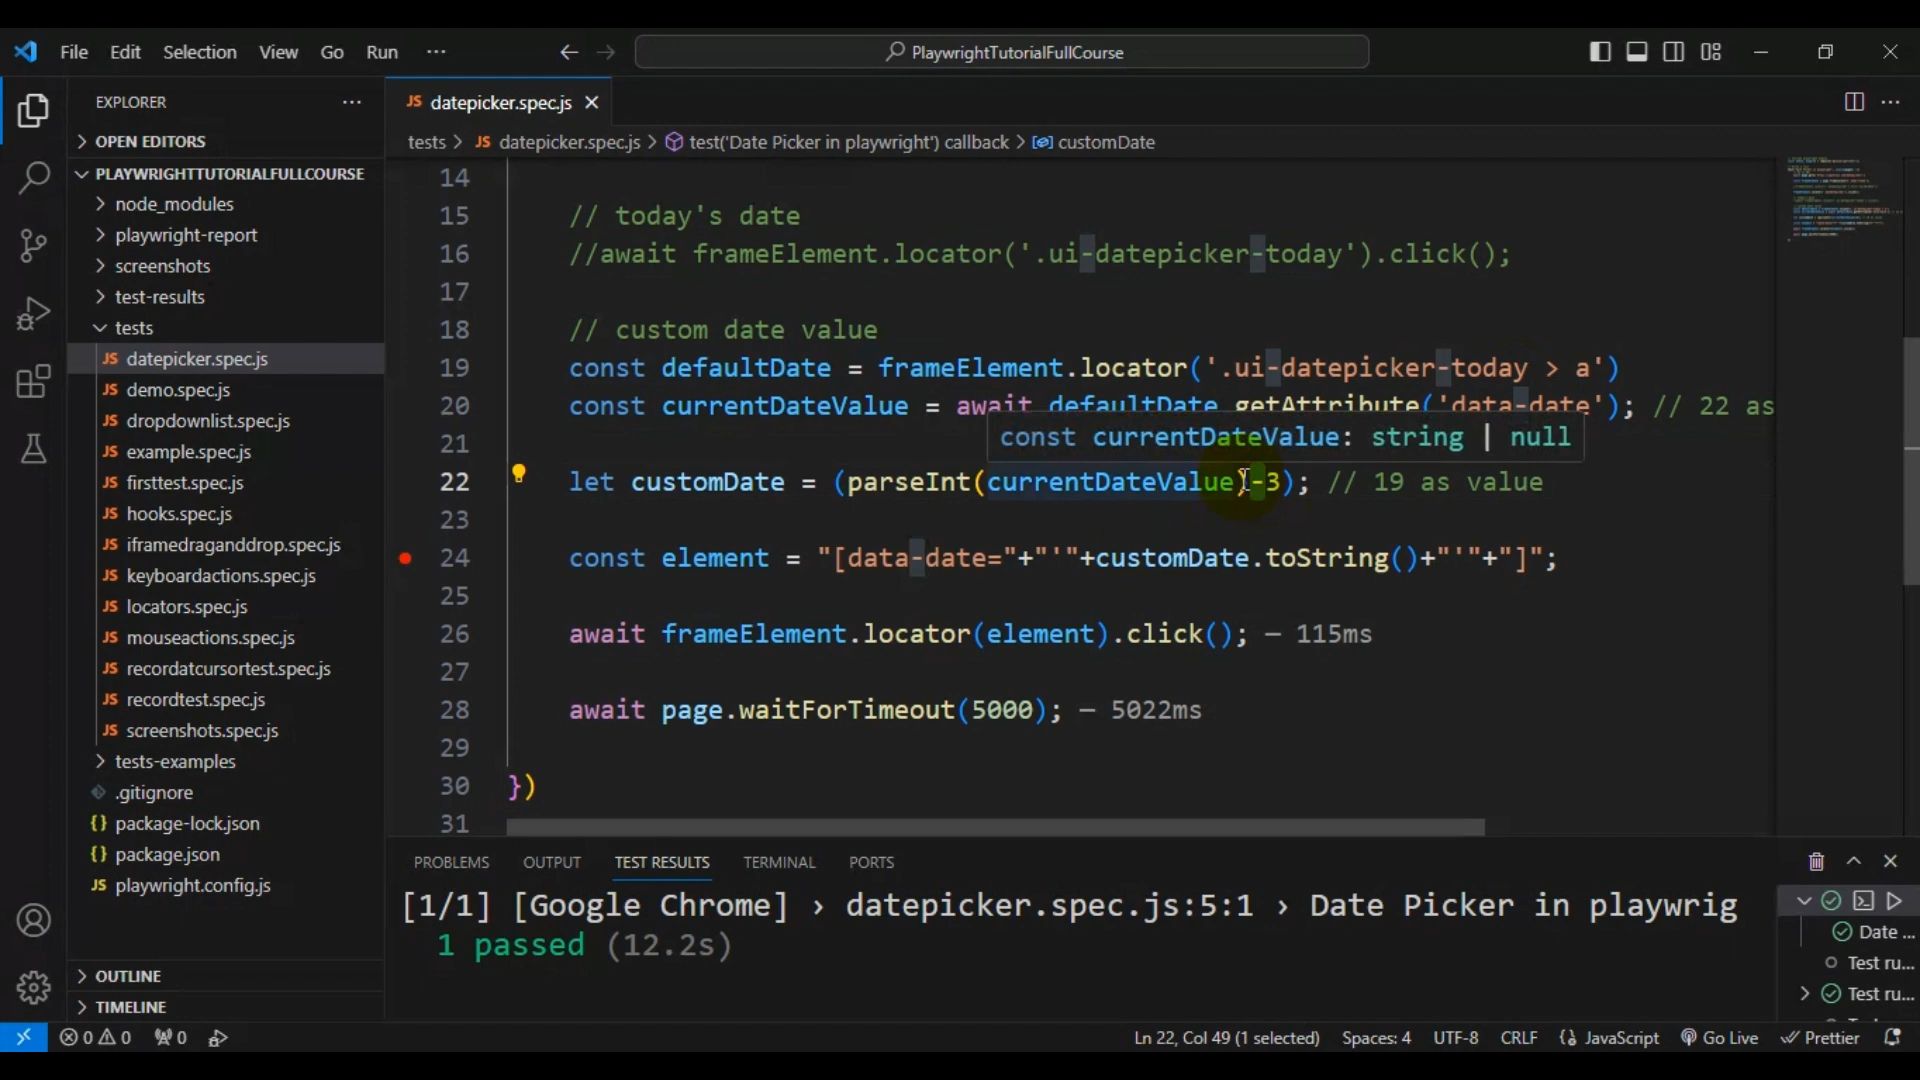 File Edit Selection View Go Run ···
PlaywrightTutorialFullCourse
EXPLORER
OPEN EDITORS
PLAYWRIGHTTUTORIALFULLCOURSE
node_modules
playwright-report
screenshots
test-results
tests
JS datepicker.spec.js
JS demo.spec.js
JS dropdownlist.spec.js
JS example.spec.js
JS firsttest.spec.js
JS hooks.spec.js
JS iframedraganddrop.spec.js
JS keyboardactions.spec.js
JS locators.spec.js
JS mouseactions.spec.js
JS recordatcursortest.spec.js
JS recordtest.spec.js
JS screenshots.spec.js
tests-examples
.gitignore
{} package-lock.json
{} package.json
JS playwright.config.js
OUTLINE
TIMELINE
JS datepicker.spec.js
tests > JS datepicker.spec.js > test('Date Picker in playwright') callback > customDate
14
15 // today's date
16 //await frameElement.locator('.ui-datepicker-today').click();
17
18 // custom date value
19 const defaultDate = frameElement.locator('.ui-datepicker-today > a')
20 const currentDateValue = await defaultDate.getAttribute('data-date'); // 22 as
const currentDateValue: string | null
21
22 let customDate = (parseInt(currentDateValue)-3); // 19 as value
23
24 const element = "[data-date="+"'"+customDate.toString()+"'"+"]";
25
26 await frameElement.locator(element).click(); — 115ms
27
28 await page.waitForTimeout(5000); — 5022ms
29
30 })
31
PROBLEMS OUTPUT TEST RESULTS TERMINAL PORTS
[1/1] [Google Chrome] › datepicker.spec.js:5:1 › Date Picker in playwrig
1 passed (12.2s)
Date ...
Test ru...
Test ru...
0 0 0
Ln 22, Col 49 (1 selected) Spaces: 4 UTF-8 CRLF JavaScript Go Live Prettier